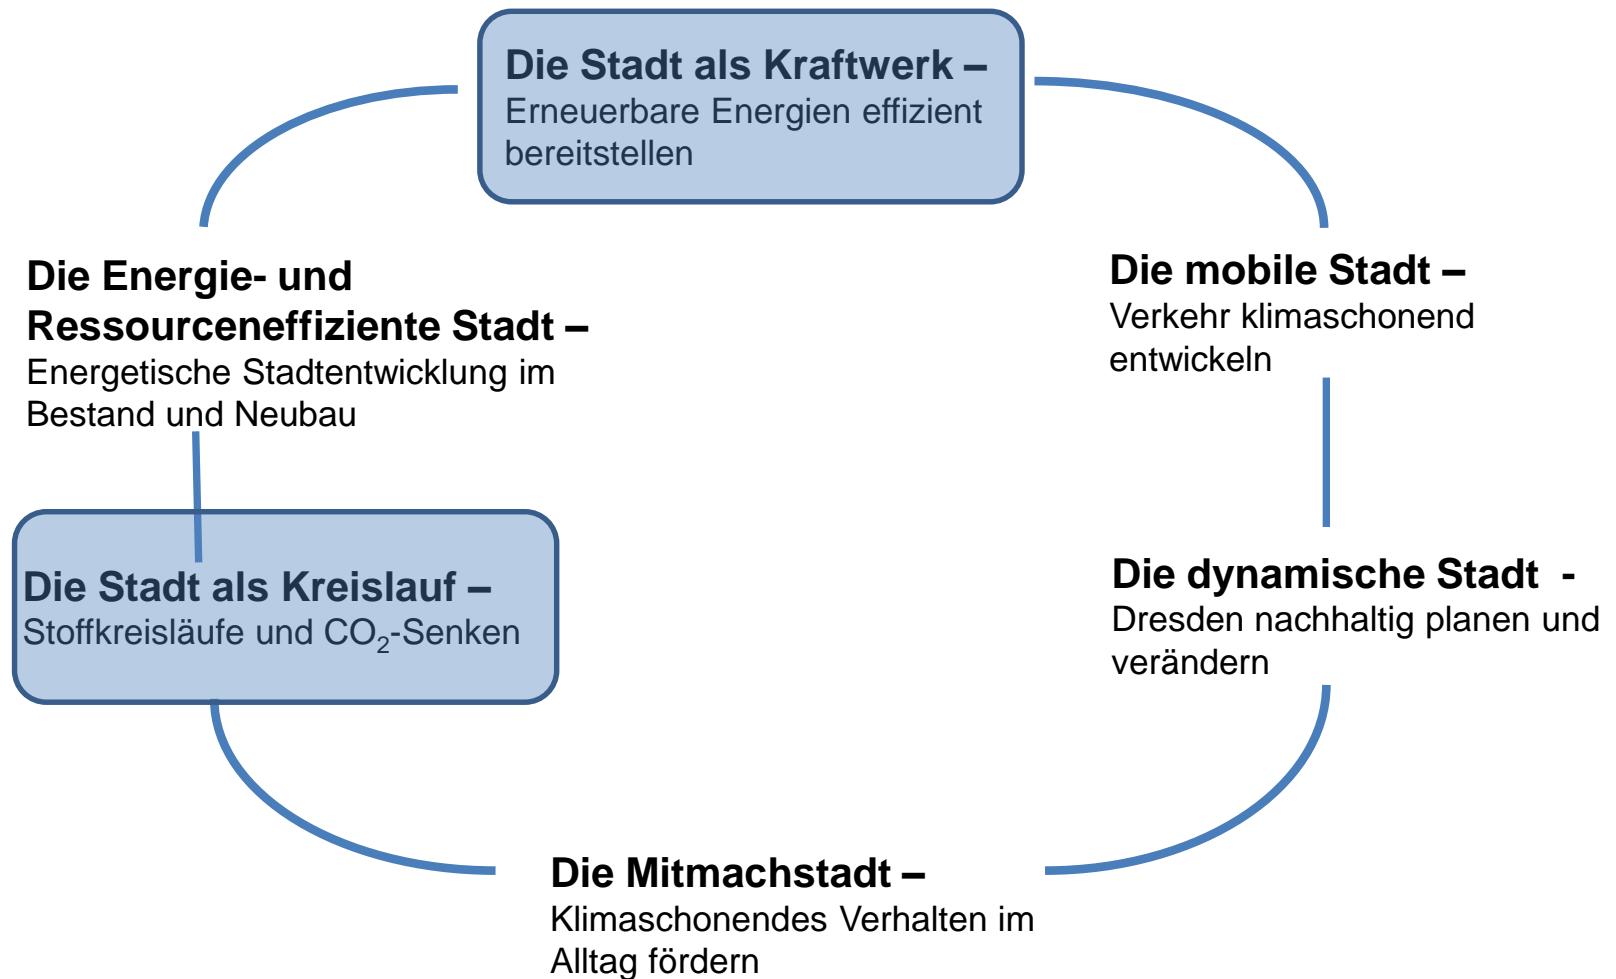 Die Stadt als Kraftwerk –
Erneuerbare Energien effizient
bereitstellen
Die mobile Stadt –
Verkehr klimaschonend
entwickeln
Die Energie- und
Ressourceneffiziente Stadt –
Energetische Stadtentwicklung im
Bestand und Neubau
Die Stadt als Kreislauf –
Stoffkreisläufe und CO₂-Senken
Die dynamische Stadt -
Dresden nachhaltig planen und
verändern
Die Mitmachstadt –
Klimaschonendes Verhalten im
Alltag fördern